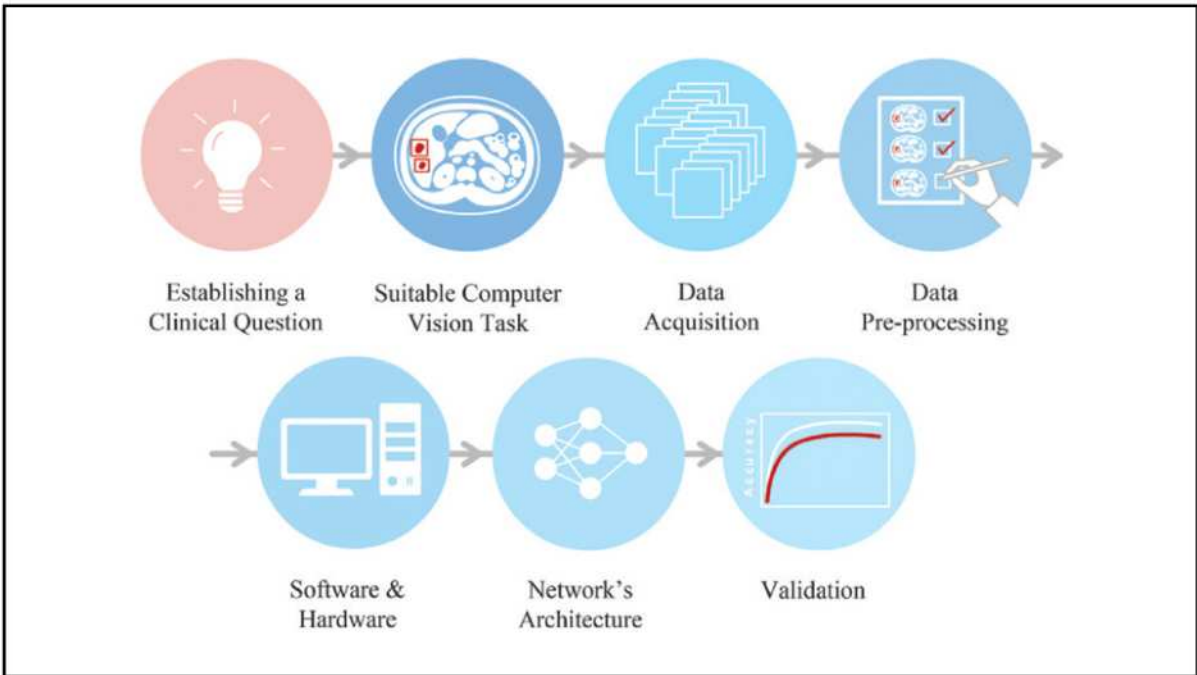 Establishing a
Clinical Question
Suitable Computer
Vision Task
Data
Acquisition
Data
Pre-processing
Software &
Hardware
Network's
Architecture
Accuracy
Validation